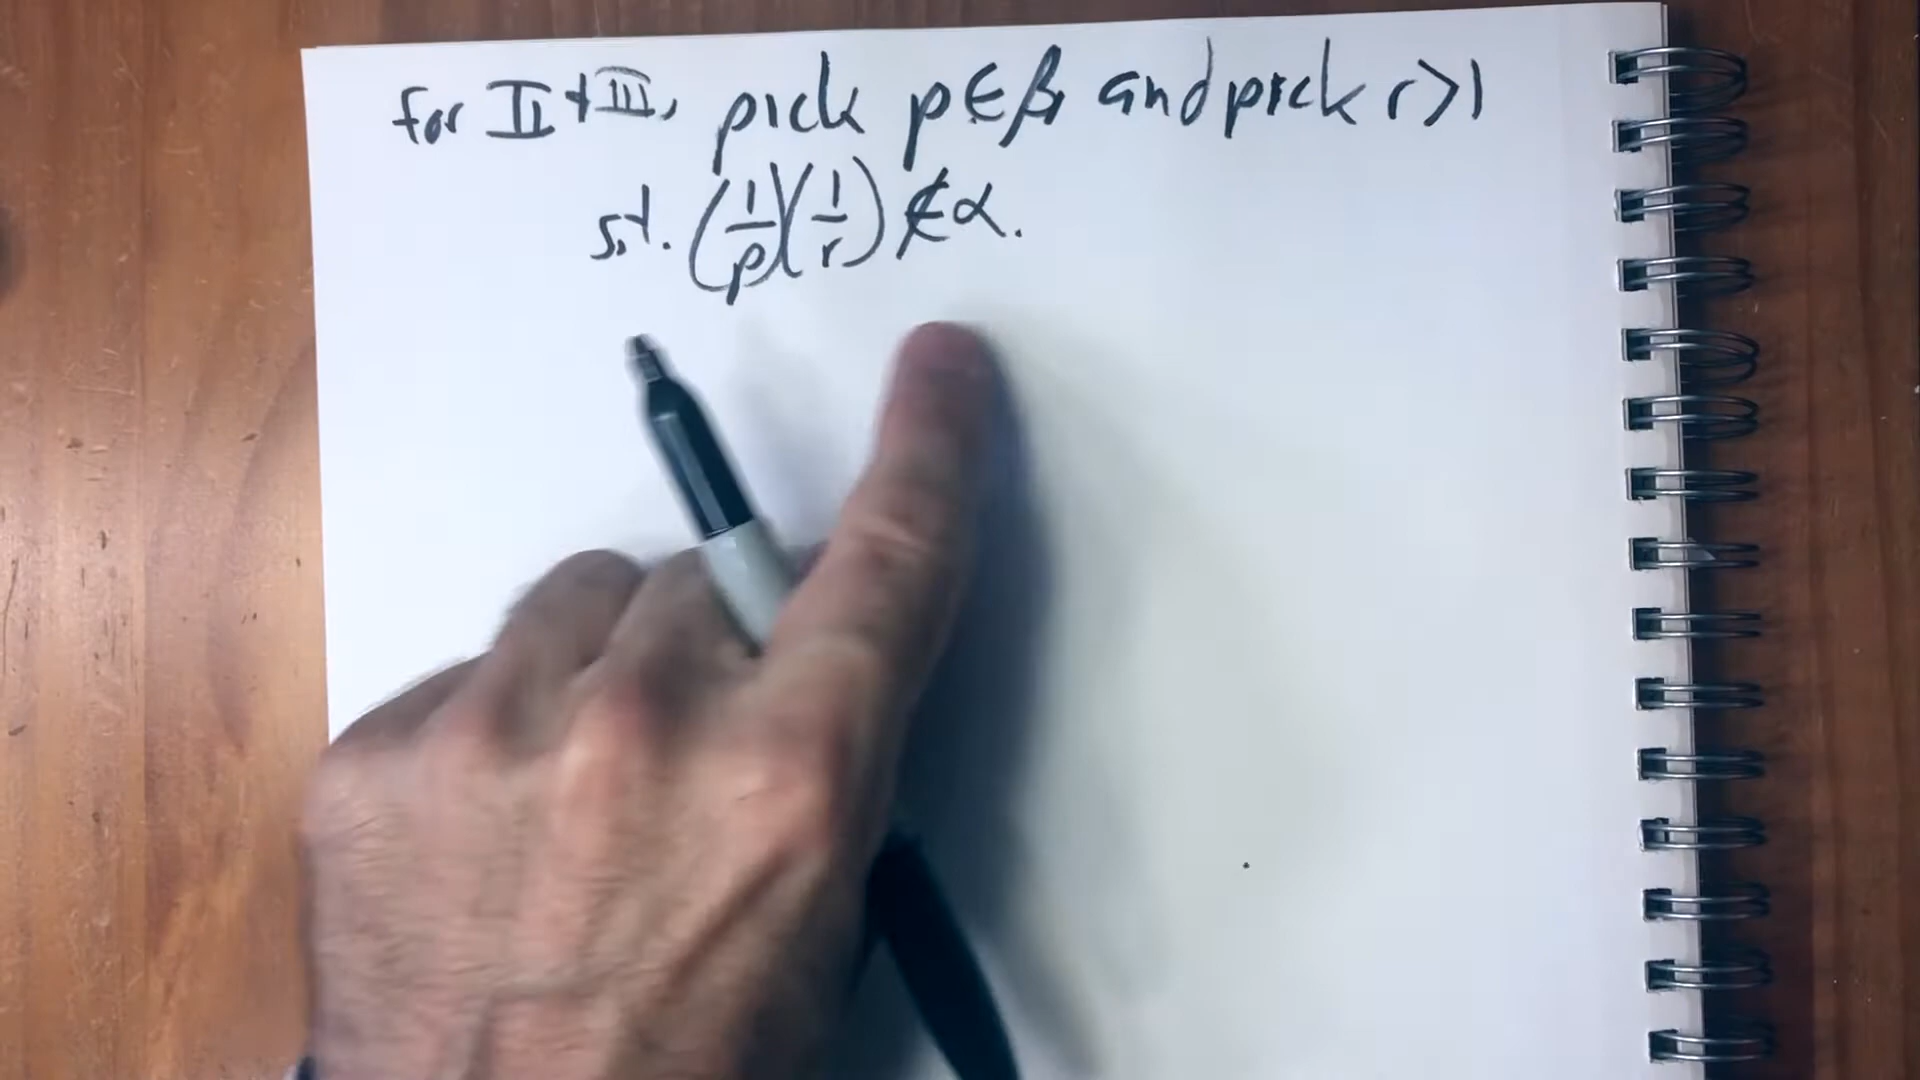 for II + III, pick p ∈ β, and pick r > 1
s.t. (1/p)(1/r) ∉ α.